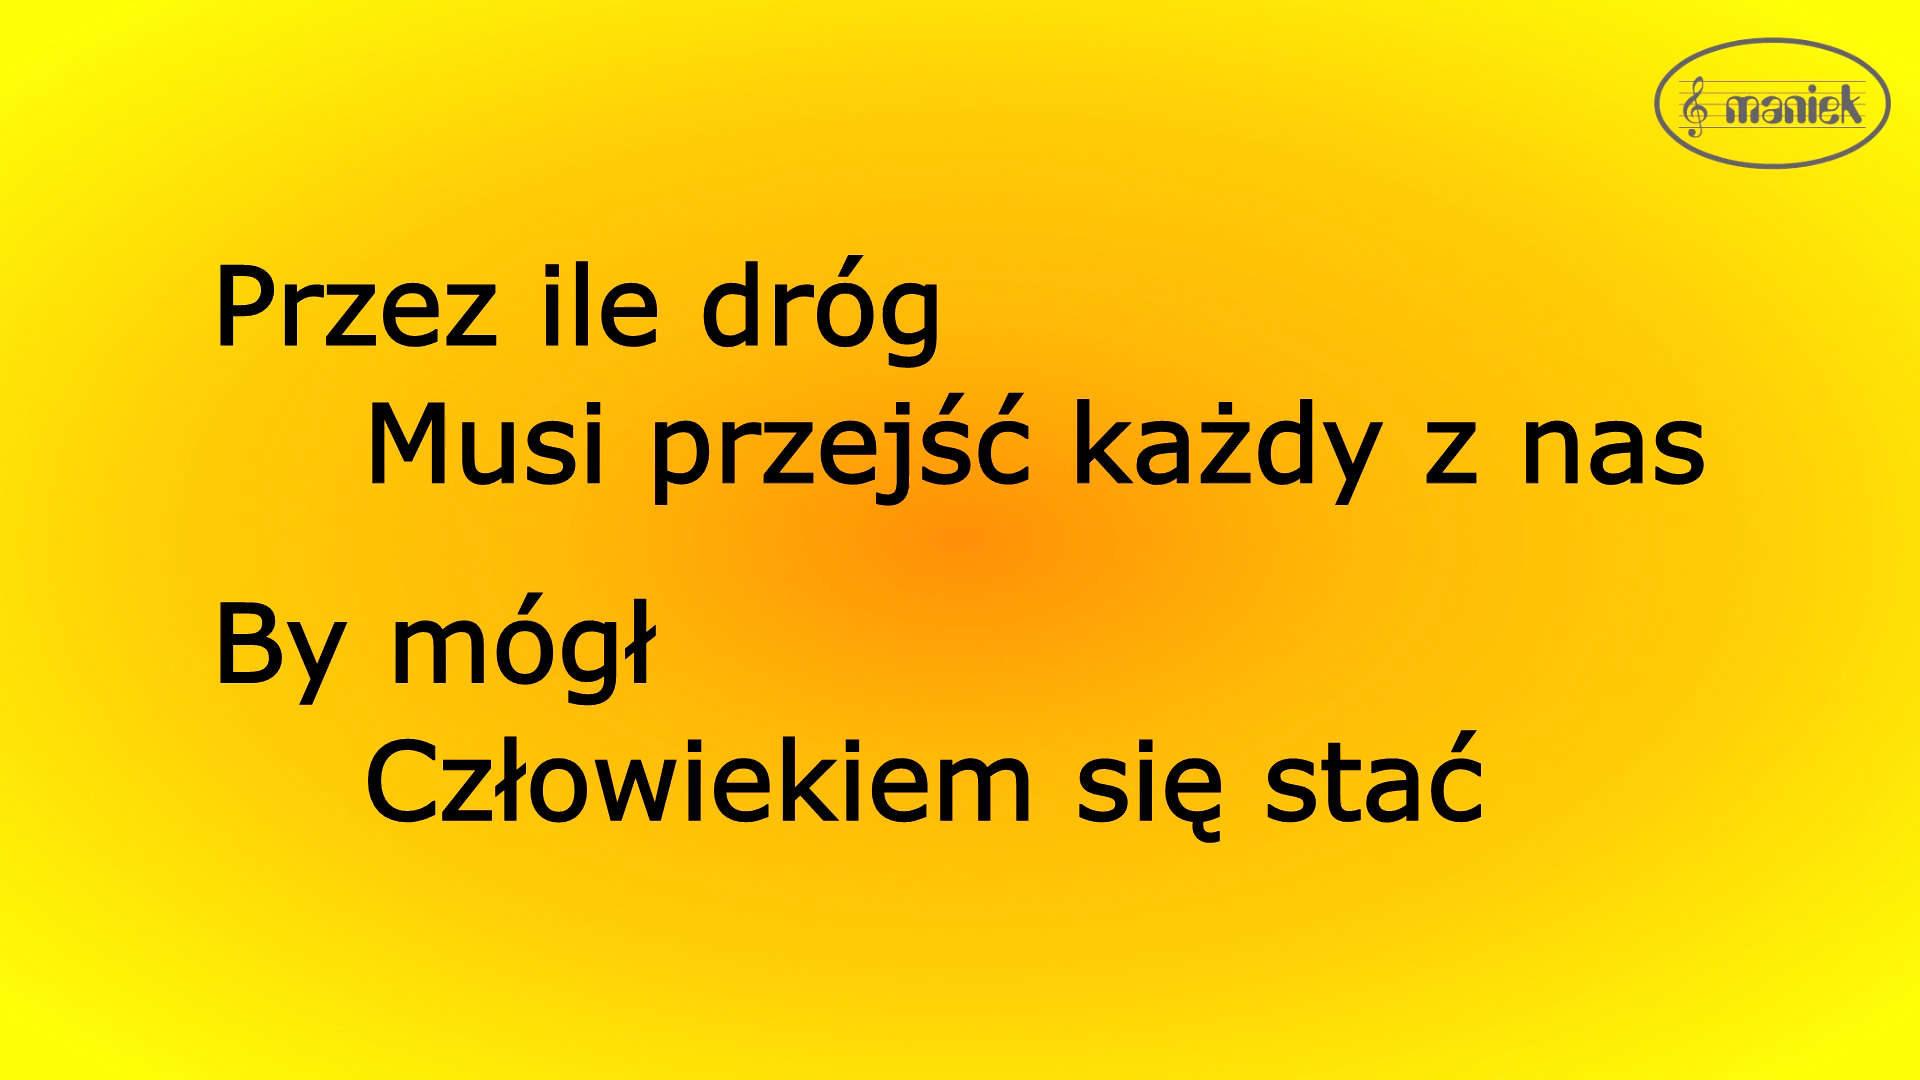 maniek
Przez ile dróg
Musi przejść każdy z nas
By mógł
Człowiekiem się stać